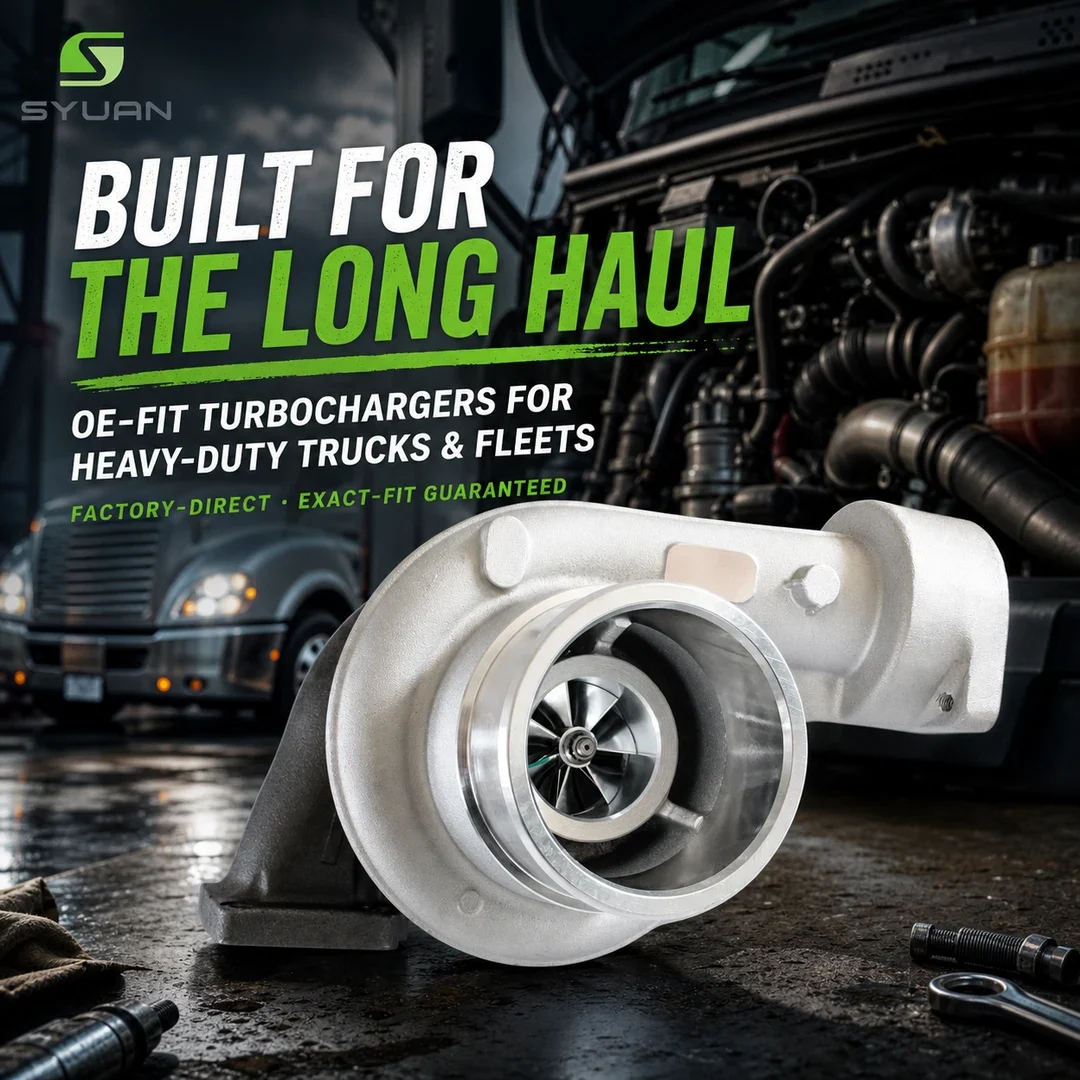 SYUAN
BUILT FOR
THE LONG HAUL
OE-FIT TURBOCHARGERS FOR
HEAVY-DUTY TRUCKS & FLEETS
FACTORY-DIRECT · EXACT-FIT GUARANTEED